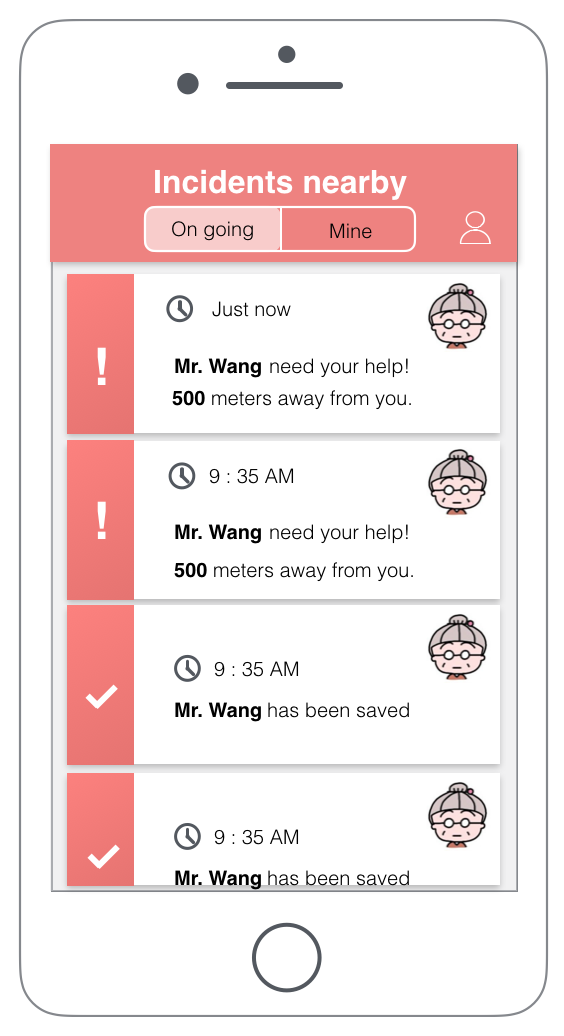 Incidents nearby
On going
Mine
Just now
Mr. Wang need your help!
500 meters away from you.
9 : 35 AM
Mr. Wang need your help!
500 meters away from you.
9 : 35 AM
Mr. Wang has been saved
9 : 35 AM
Mr. Wang has been saved